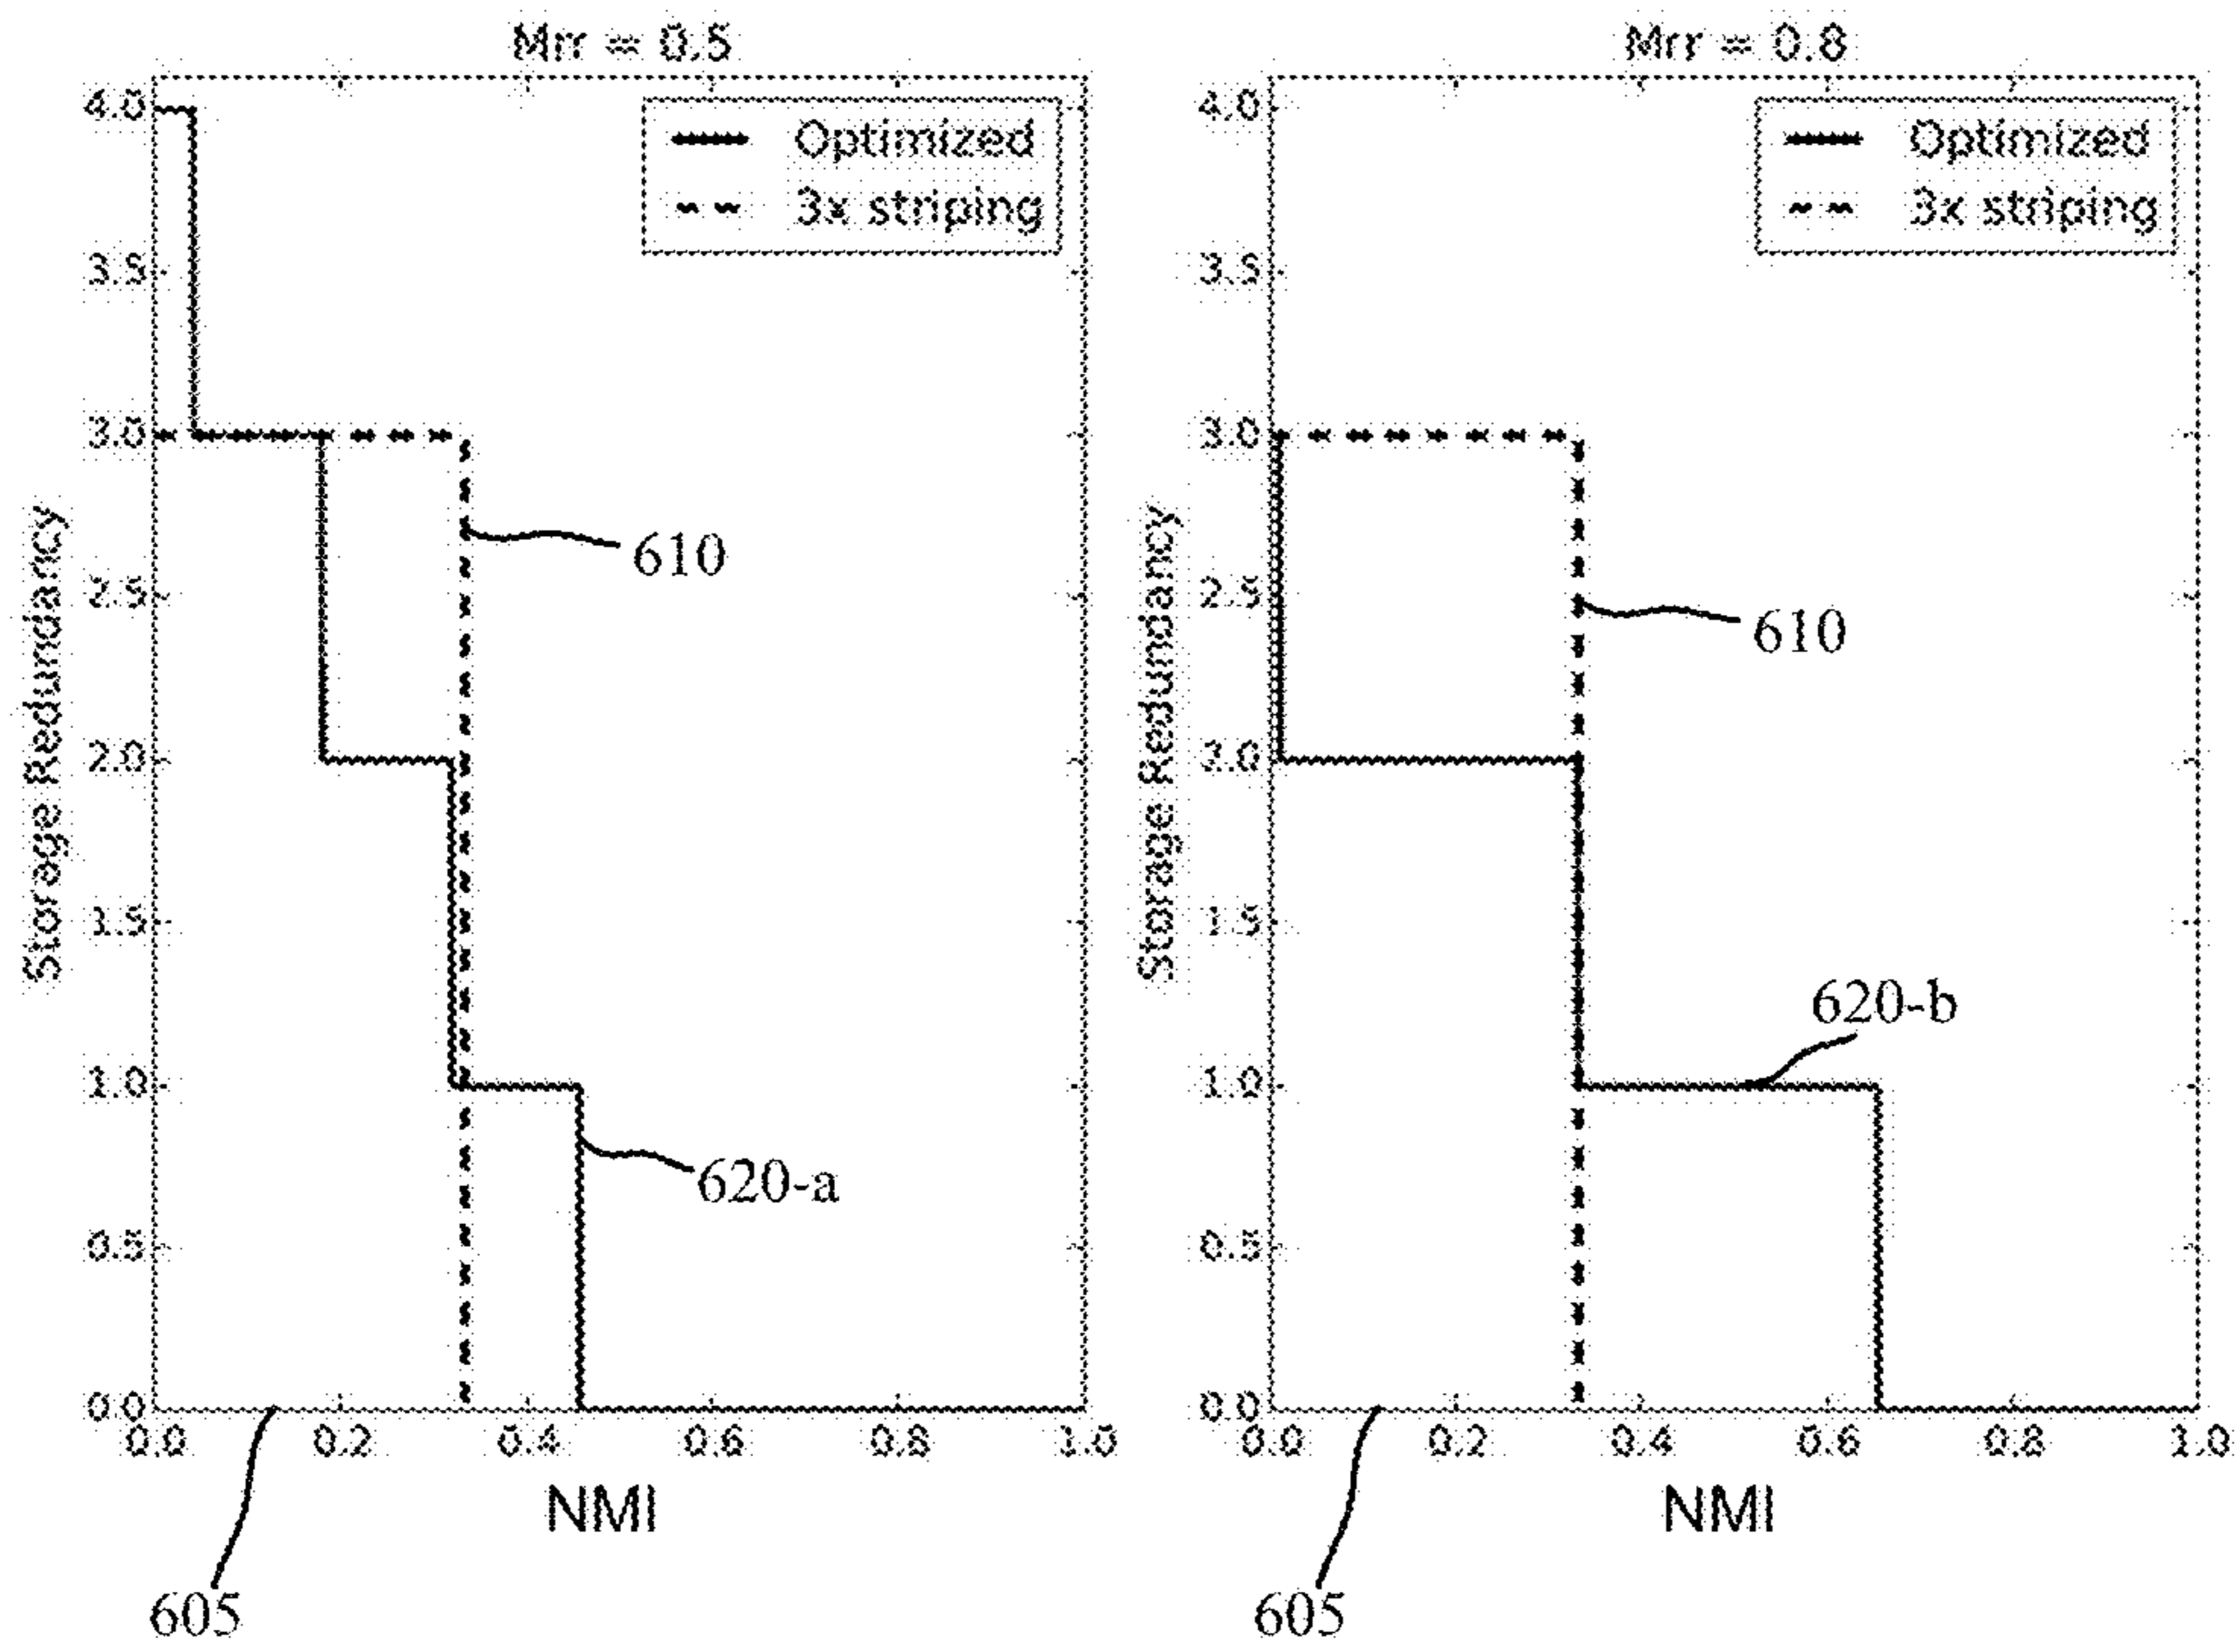 Mrr = 0.5
4.0
3.5
3.0
2.5
2.0
1.5
1.0
0.5
0.0
Storage Redundancy
Optimized
3x striping
610
620-a
0.0 0.2 0.4 0.6 0.8 1.0
NMI
605
Mrr = 0.8
4.0
3.5
3.0
2.5
2.0
1.5
1.0
0.5
0.0
Storage Redundancy
Optimized
3x striping
610
620-b
0.0 0.2 0.4 0.6 0.8 1.0
NMI
605